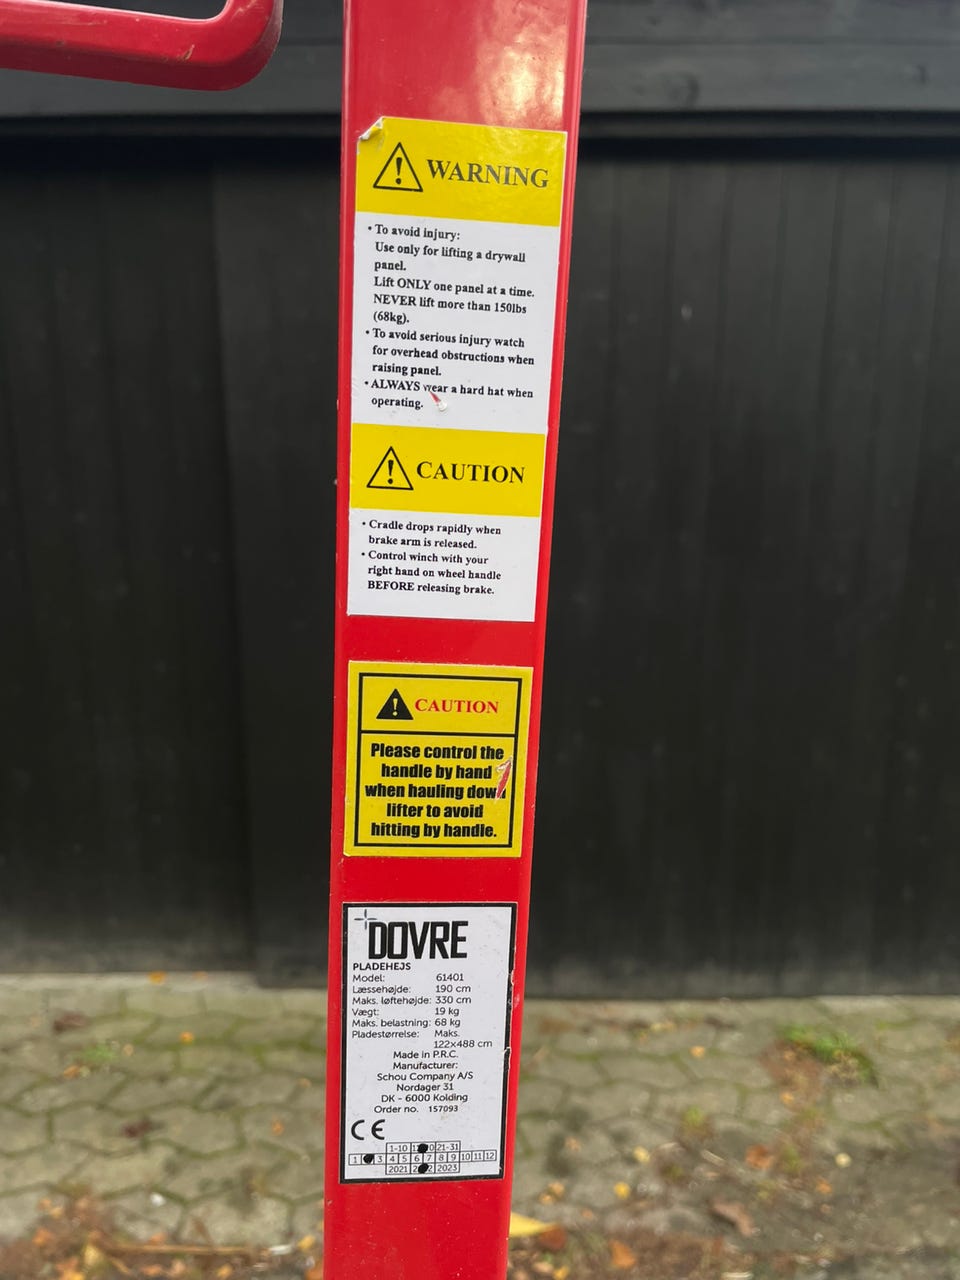 WARNING
• To avoid injury:
Use only for lifting a drywall
panel.
Lift ONLY one panel at a time.
NEVER lift more than 150lbs
(68kg).
• To avoid serious injury watch
for overhead obstructions when
raising panel.
• ALWAYS wear a hard hat when
operating.
CAUTION
• Cradle drops rapidly when
brake arm is released.
• Control winch with your
right hand on wheel handle
BEFORE releasing brake.
CAUTION
Please control the
handle by hand
when hauling down
lifter to avoid
hitting by handle.
DOVRE
PLADEHEJS
Model: 61401
Læssehøjde: 190 cm
Maks. løftehøjde: 330 cm
Vægt: 19 kg
Maks. belastning: 68 kg
Pladestørrelse: Maks.
122x488 cm
Made in P.R.C.
Manufacturer:
Schou Company A/S
Nordager 31
DK - 6000 Kolding
Order no. 157093
CE
1-10 21-31
1 3 4 5 6 7 8 9 10 11 12
2021 2023